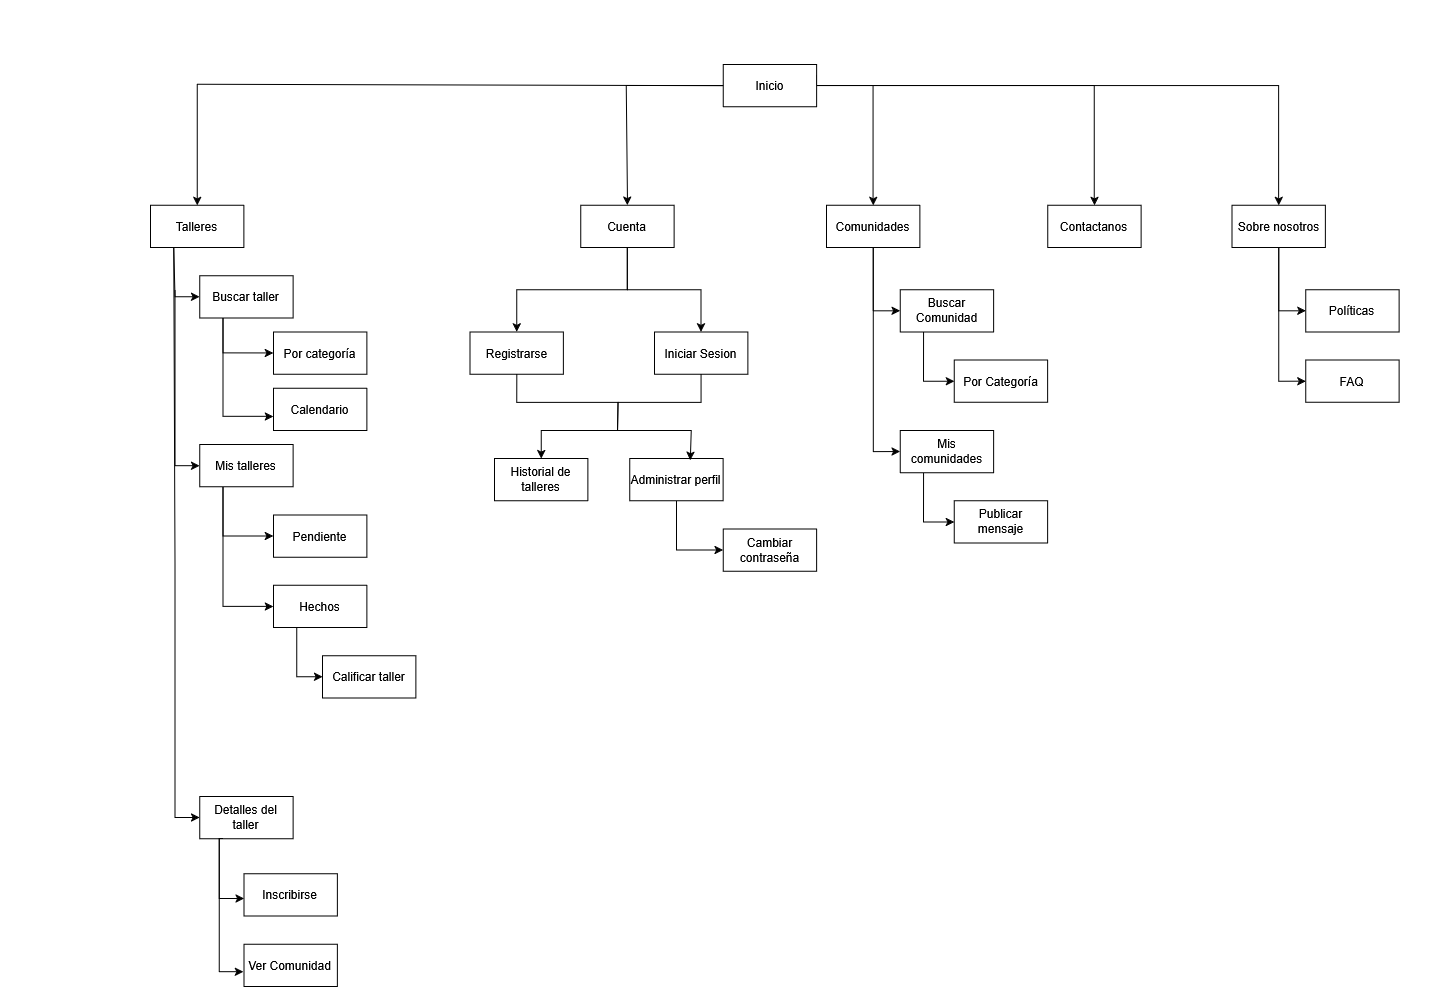 Inicio
Talleres
Cuenta
Comunidades
Contactanos
Sobre nosotros
Buscar taller
Por categoría
Calendario
Mis talleres
Pendiente
Hechos
Calificar taller
Detalles del
taller
Inscribirse
Ver Comunidad
Registrarse
Iniciar Sesion
Historial de
talleres
Administrar perfil
Cambiar
contraseña
Buscar
Comunidad
Por Categoría
Mis
comunidades
Publicar
mensaje
Políticas
FAQ